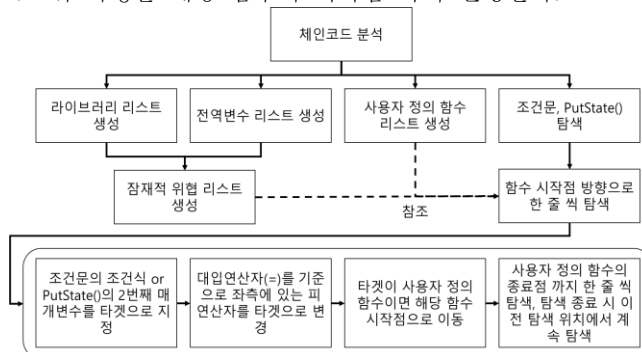 체인코드 분석
라이브러리 리스트
생성
전역변수 리스트 생성
사용자 정의 함수
리스트 생성
조건문, PutState()
탐색
잠재적 위협 리스트
생성
참조
함수 시작점 방향으로
한 줄 씩 탐색
조건문의 조건식 or
PutState()의 2번째 매
개변수를 타겟으로 지
정
대입연산자(=)를 기준
으로 좌측에 있는 피
연산자를 타겟으로 변
경
타겟이 사용자 정의
함수이면 해당 함수
시작점으로 이동
사용자 정의 함수의
종료점 까지 한 줄 씩
탐색, 탐색 종료 시 이
전 탐색 위치에서 계
속 탐색